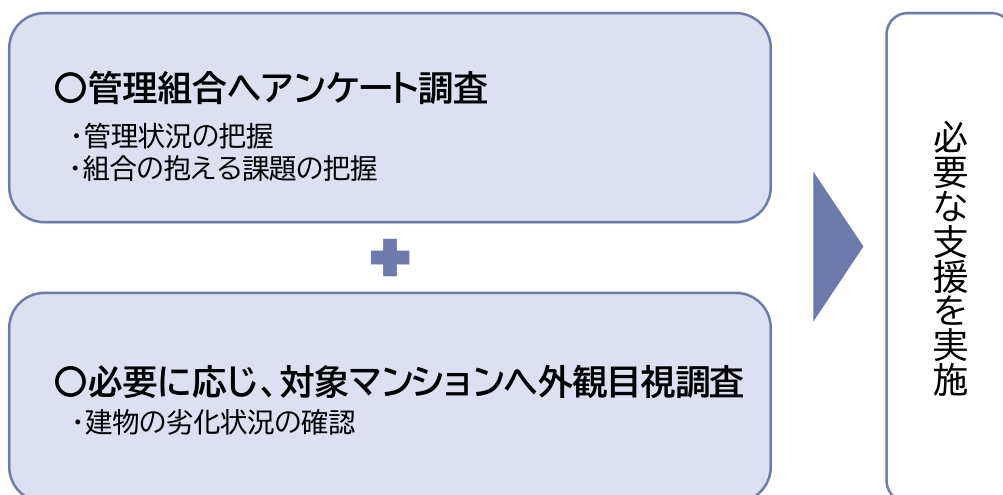 〇管理組合へアンケート調査
・管理状況の把握
・組合の抱える課題の把握
〇必要に応じ、対象マンションへ外観目視調査
・建物の劣化状況の確認
必要な支援を実施